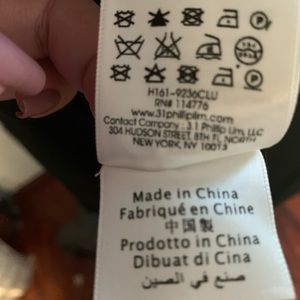 H161-9236CLU
RN# 114776
www.31philliplim.com
Contact Company : 3.1 Phillip Lim, LLC
304 HUDSON STREET, 8TH FL. NORTH
NEW YORK, NY 10013
Made in China
Fabriqué en Chine
中国製
Prodotto in China
Dibuat di Cina
صنع في الصين